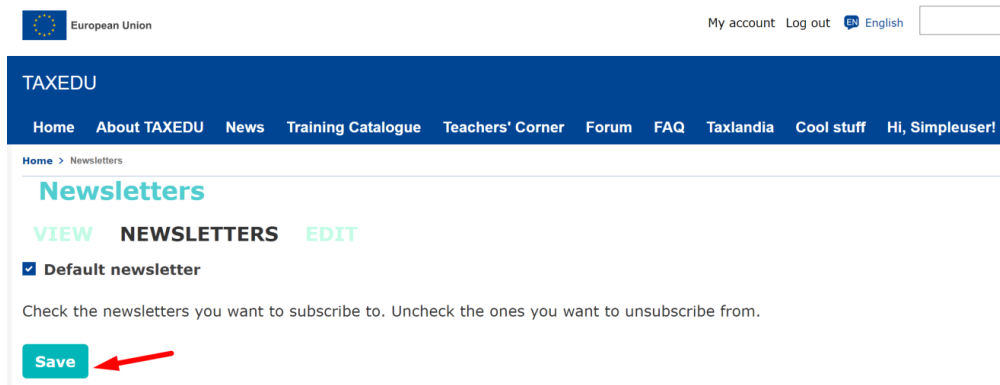 European Union
My account Log out EN English
TAXEDU
Home About TAXEDU News Training Catalogue Teachers' Corner Forum FAQ Taxlandia Cool stuff Hi, Simpleuser!
Home > Newsletters
Newsletters
VIEW NEWSLETTERS EDIT
Default newsletter
Check the newsletters you want to subscribe to. Uncheck the ones you want to unsubscribe from.
Save